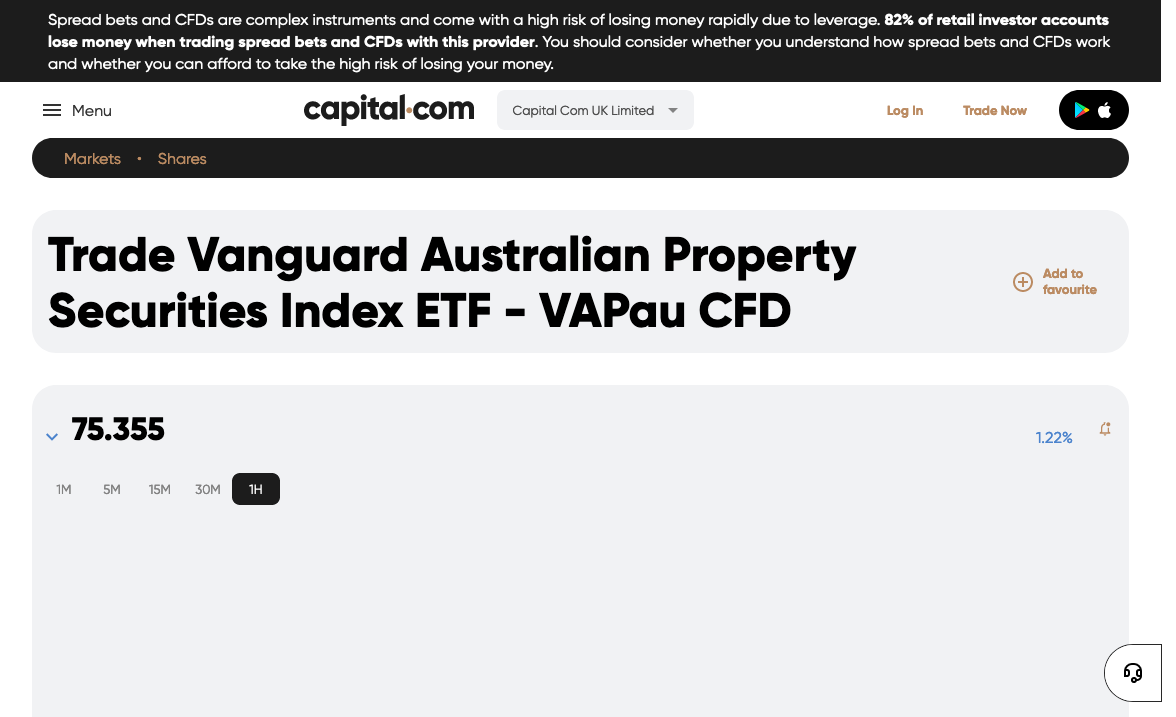 Spread bets and CFDs are complex instruments and come with a high risk of losing money rapidly due to leverage. 82% of retail investor accounts
lose money when trading spread bets and CFDs with this provider. You should consider whether you understand how spread bets and CFDs work
and whether you can afford to take the high risk of losing your money.
Menu
capital.com
Capital Com UK Limited
Log In
Trade Now
Markets • Shares
Trade Vanguard Australian Property
Securities Index ETF - VAPau CFD
Add to
favourite
75.355
1.22%
1M 5M 15M 30M 1H